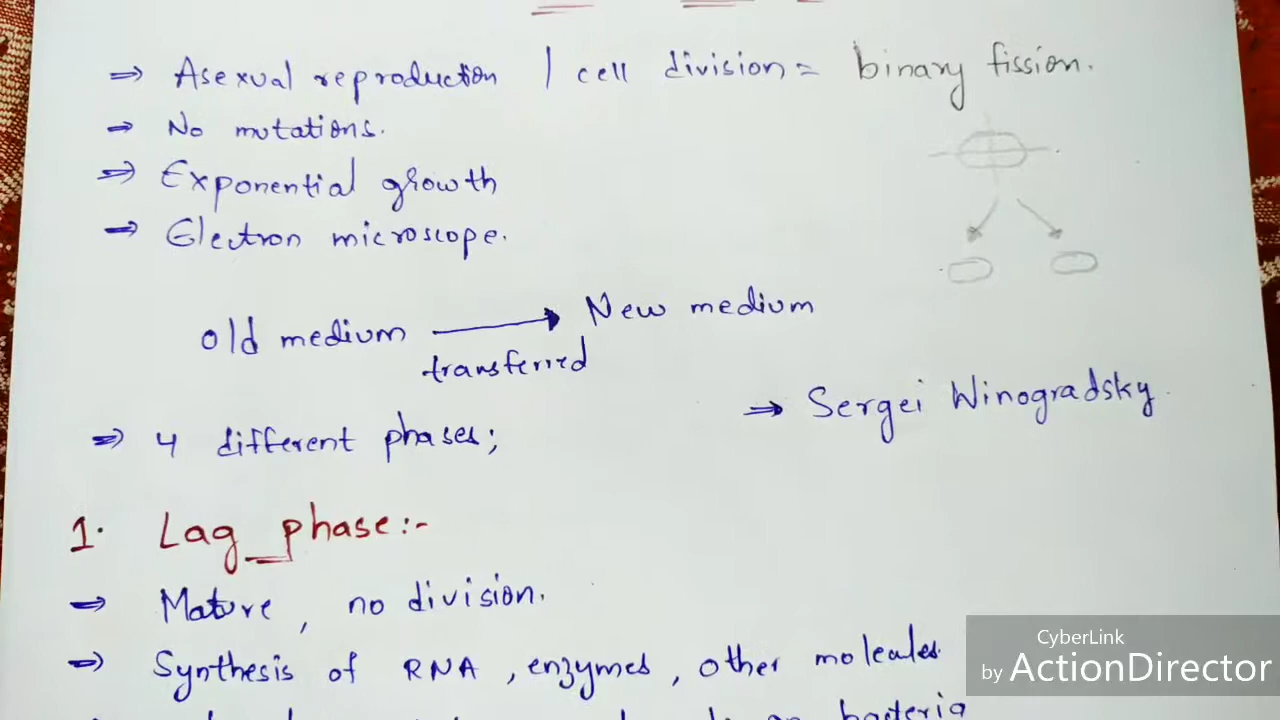 ⇒ Asexual reproduction / cell division = binary fission.
⇒ No mutations.
⇒ Exponential growth
⇒ Electron microscope.
old medium → New medium
transferred
⇒ Sergei Winogradsky
⇒ 4 different phases;
1. Lag phase:-
⇒ Mature, no division.
⇒ Synthesis of RNA, enzymes, other molecules
bacteria
CyberLink
by ActionDirector